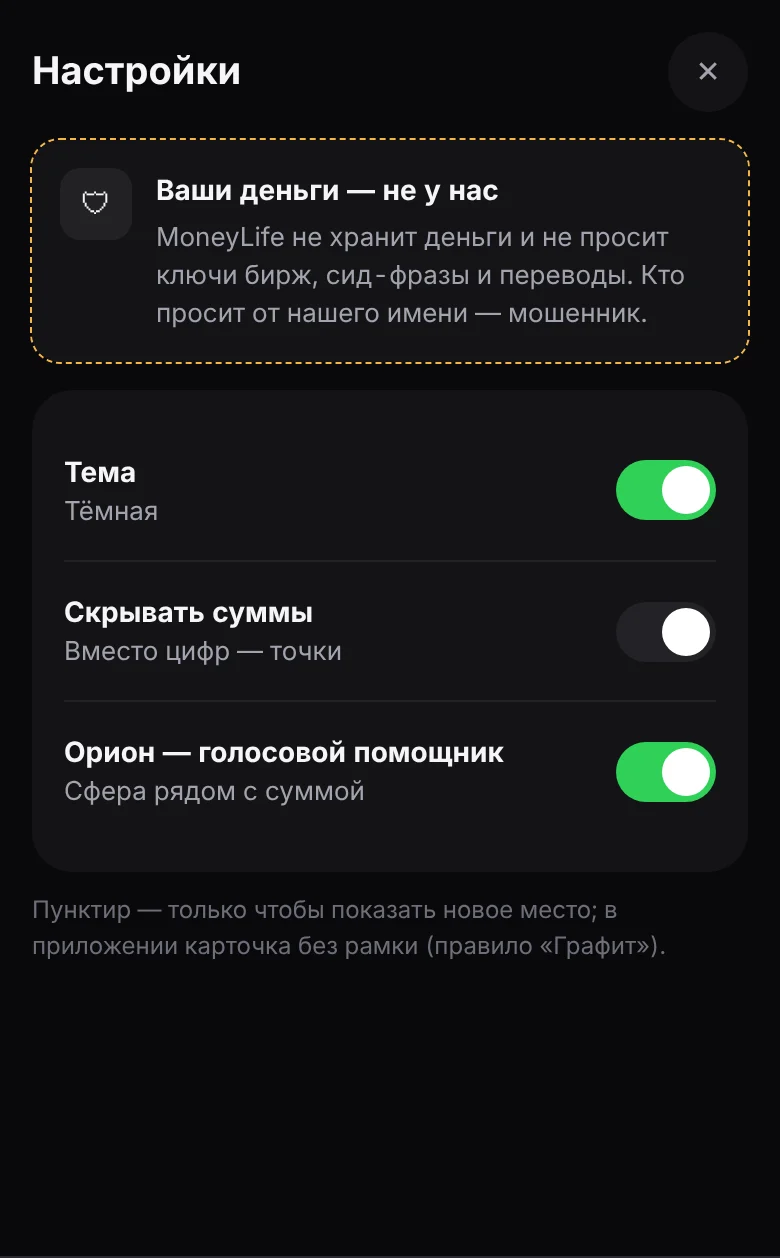 Настройки
Ваши деньги — не у нас
MoneyLife не хранит деньги и не просит
ключи бирж, сид-фразы и переводы. Кто
просит от нашего имени — мошенник.
Тема
Тёмная
Скрывать суммы
Вместо цифр — точки
Орион — голосовой помощник
Сфера рядом с суммой
Пунктир — только чтобы показать новое место; в
приложении карточка без рамки (правило «Графит»).